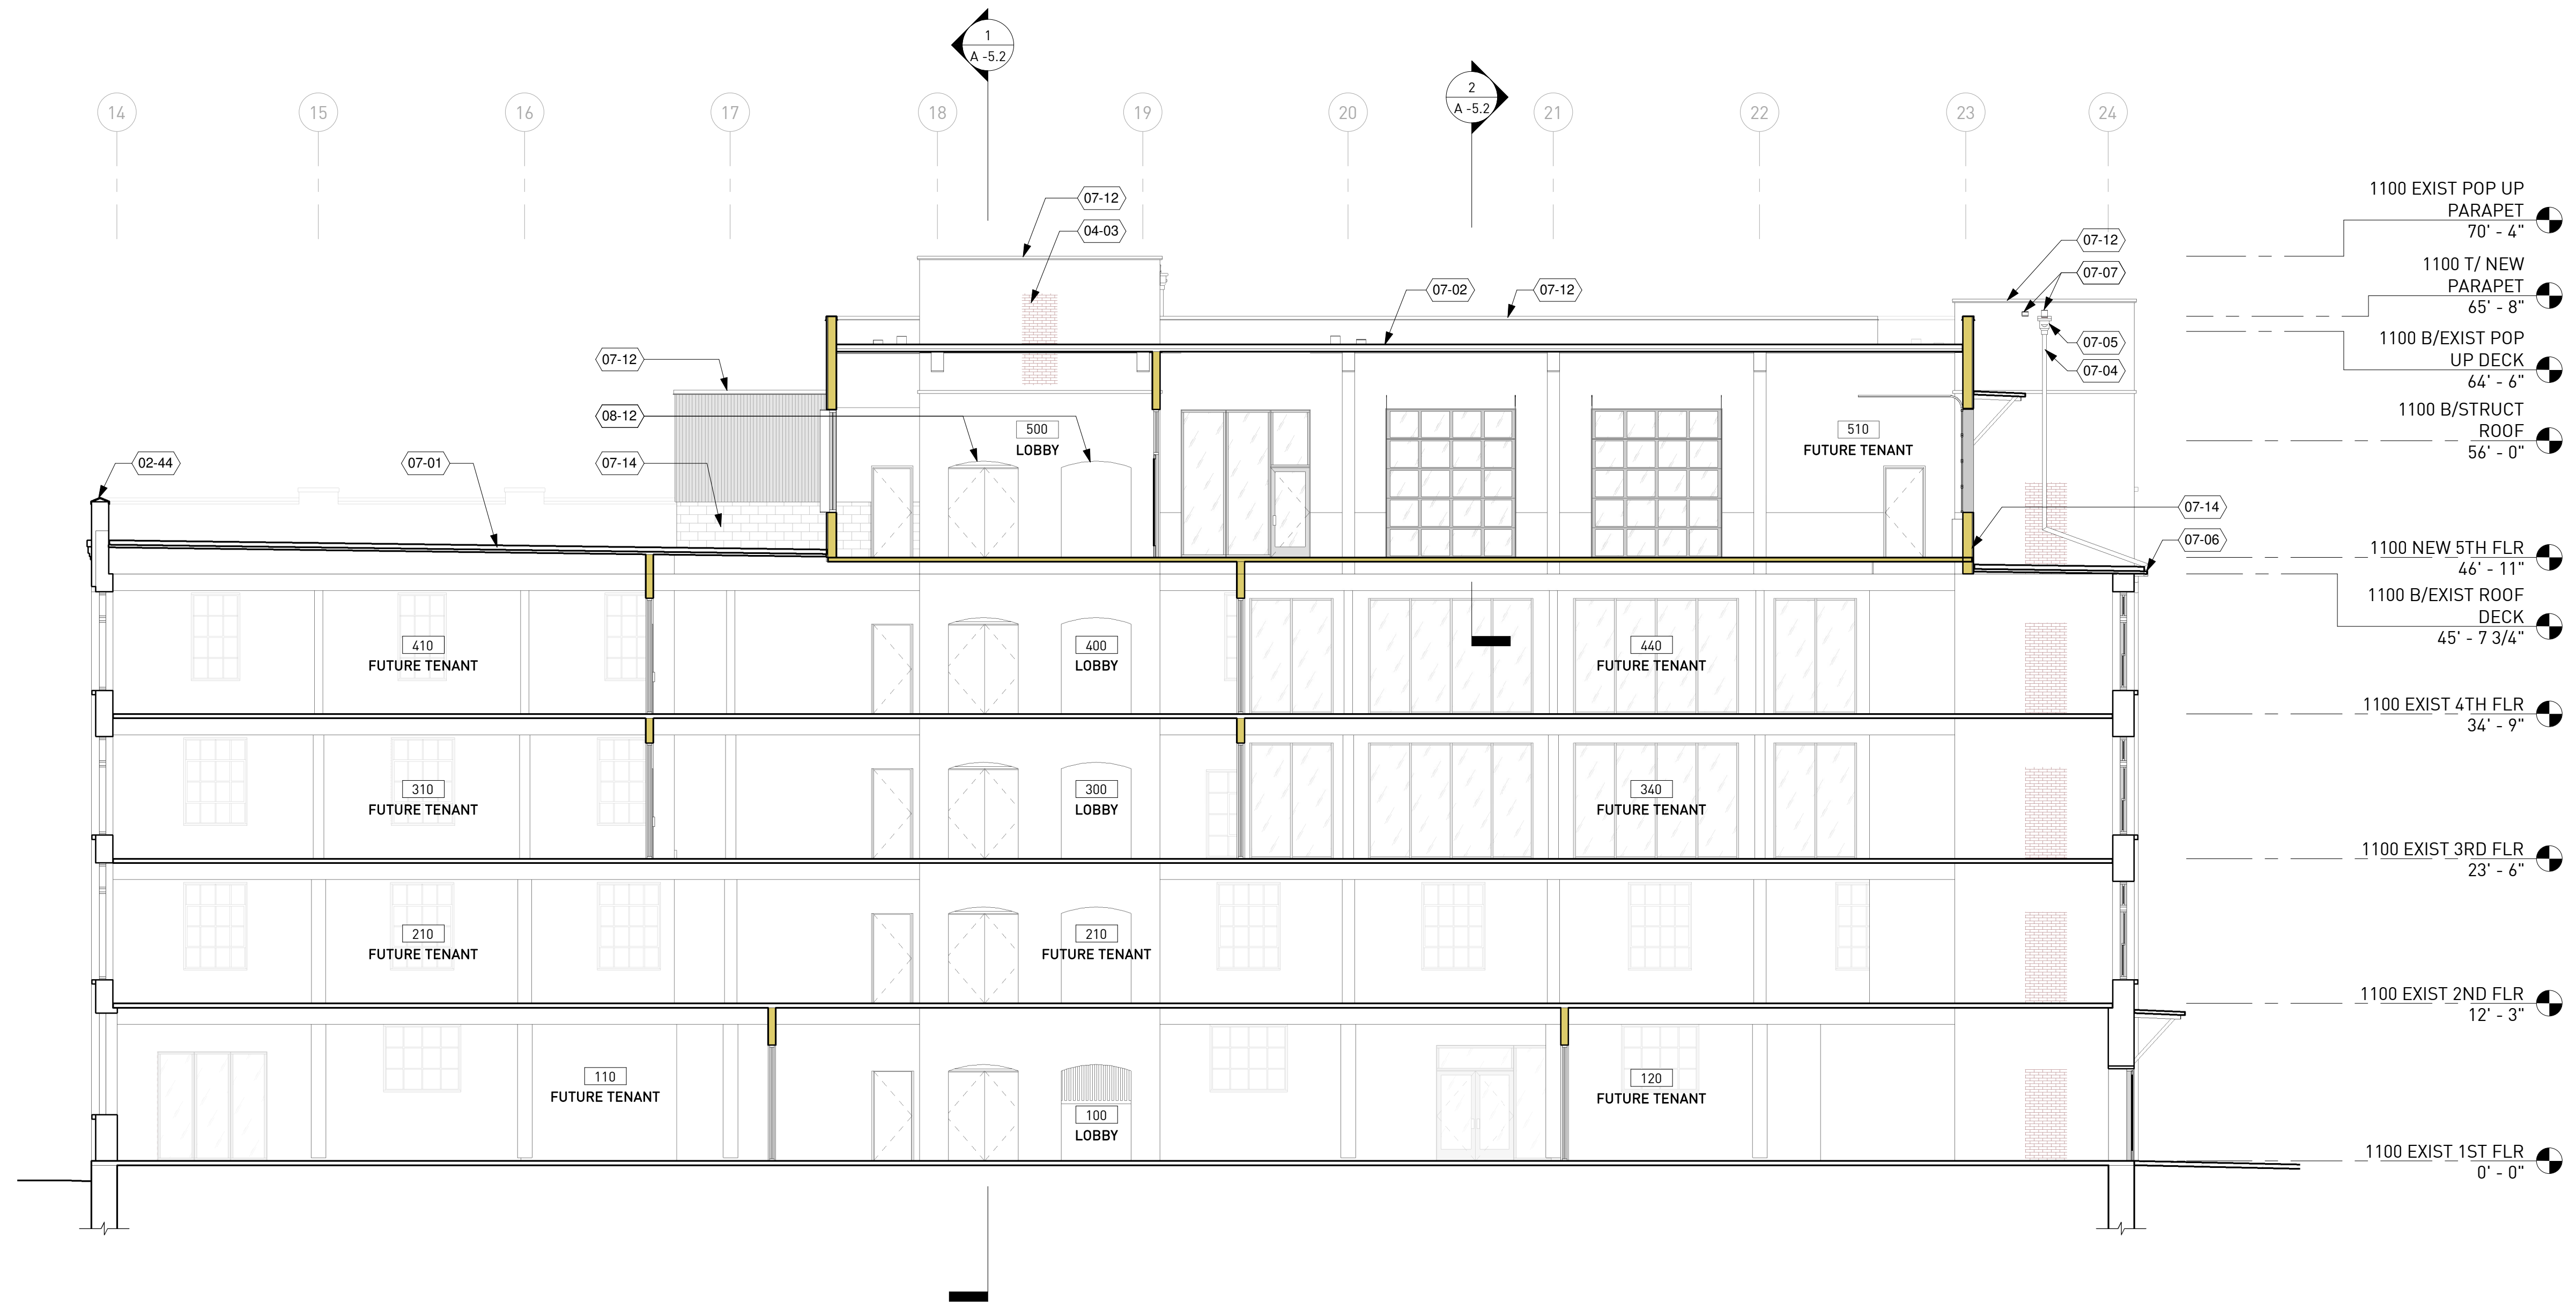 1
A -5.2
2
A -5.2
14
15
16
17
18
19
20
21
22
23
24
1100 EXIST POP UP
PARAPET
70' - 4"
1100 T/ NEW
PARAPET
65' - 8"
1100 B/EXIST POP
UP DECK
64' - 6"
1100 B/STRUCT
ROOF
56' - 0"
1100 NEW 5TH FLR
46' - 11"
1100 B/EXIST ROOF
DECK
45' - 7 3/4"
1100 EXIST 4TH FLR
34' - 9"
1100 EXIST 3RD FLR
23' - 6"
1100 EXIST 2ND FLR
12' - 3"
1100 EXIST 1ST FLR
0' - 0"
07-12
04-03
07-02
07-12
07-12
07-07
07-05
07-04
07-12
08-12
07-14
02-44
07-01
07-14
07-06
500
LOBBY
510
FUTURE TENANT
410
FUTURE TENANT
400
LOBBY
440
FUTURE TENANT
310
FUTURE TENANT
300
LOBBY
340
FUTURE TENANT
210
FUTURE TENANT
210
FUTURE TENANT
110
FUTURE TENANT
100
LOBBY
120
FUTURE TENANT